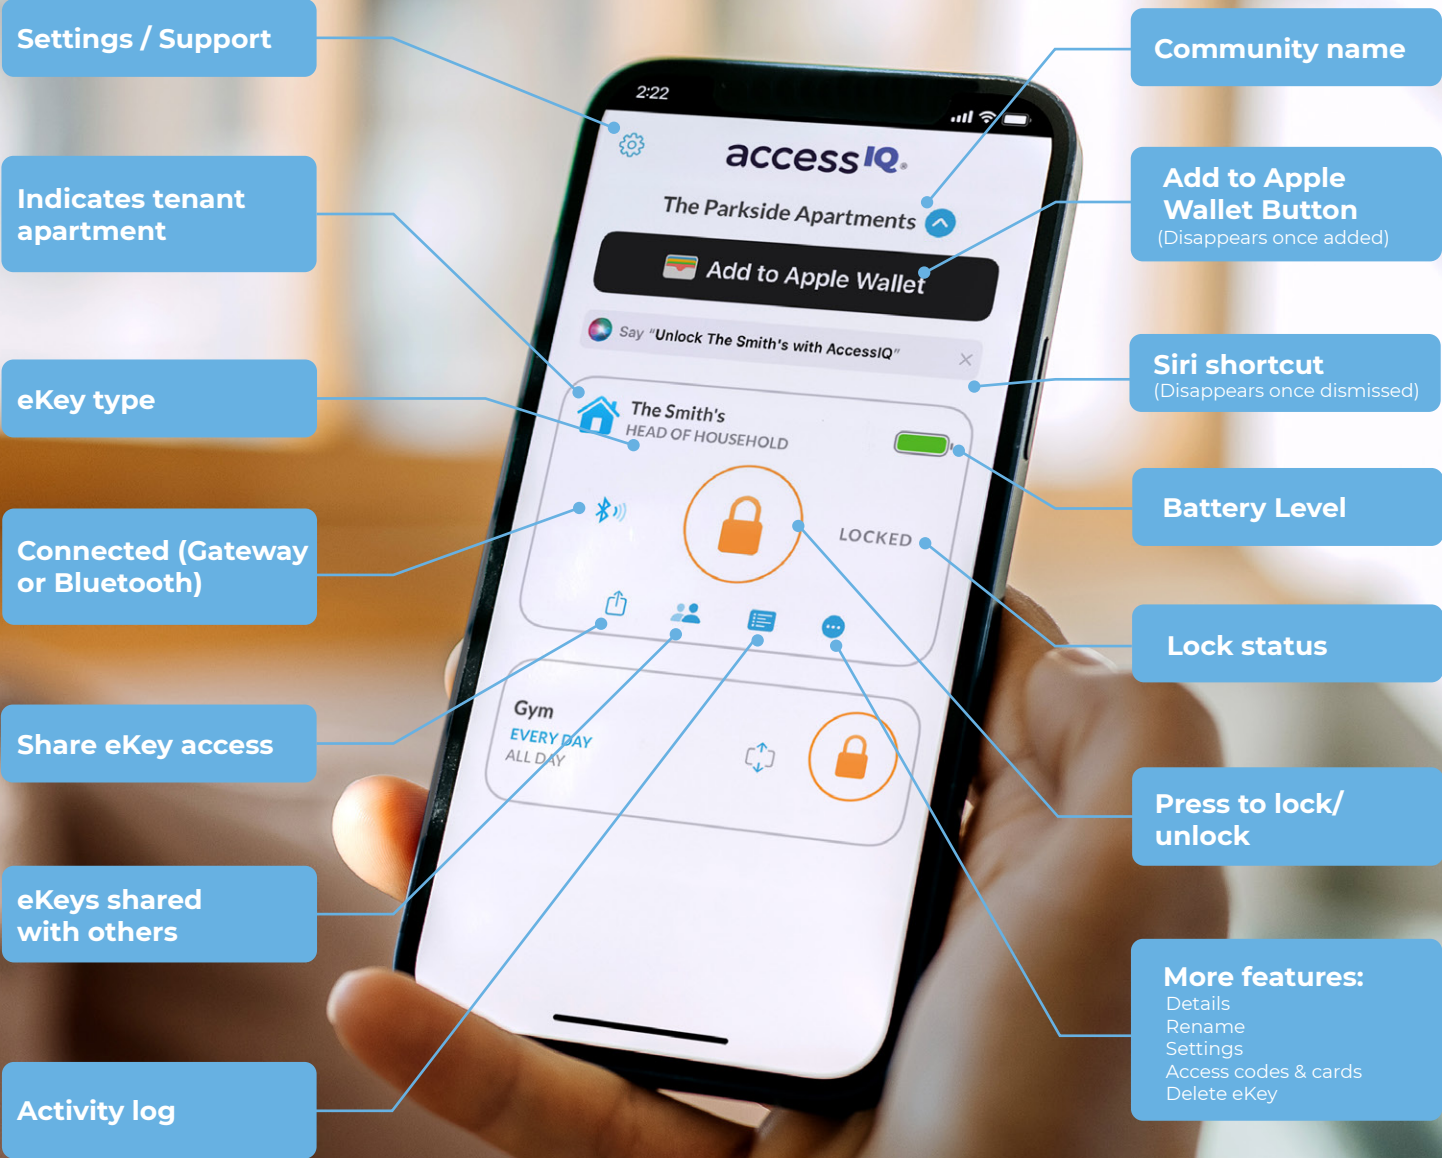 Settings / Support
Indicates tenant
apartment
eKey type
Connected (Gateway
or Bluetooth)
Share eKey access
eKeys shared
with others
Activity log
2:22
accessIQ®
The Parkside Apartments
Add to Apple Wallet
Say "Unlock The Smith's with AccessIQ"
The Smith's
HEAD OF HOUSEHOLD
LOCKED
Gym
EVERY DAY
ALL DAY
Community name
Add to Apple
Wallet Button
(Disappears once added)
Siri shortcut
(Disappears once dismissed)
Battery Level
Lock status
Press to lock/
unlock
More features:
Details
Rename
Settings
Access codes & cards
Delete eKey